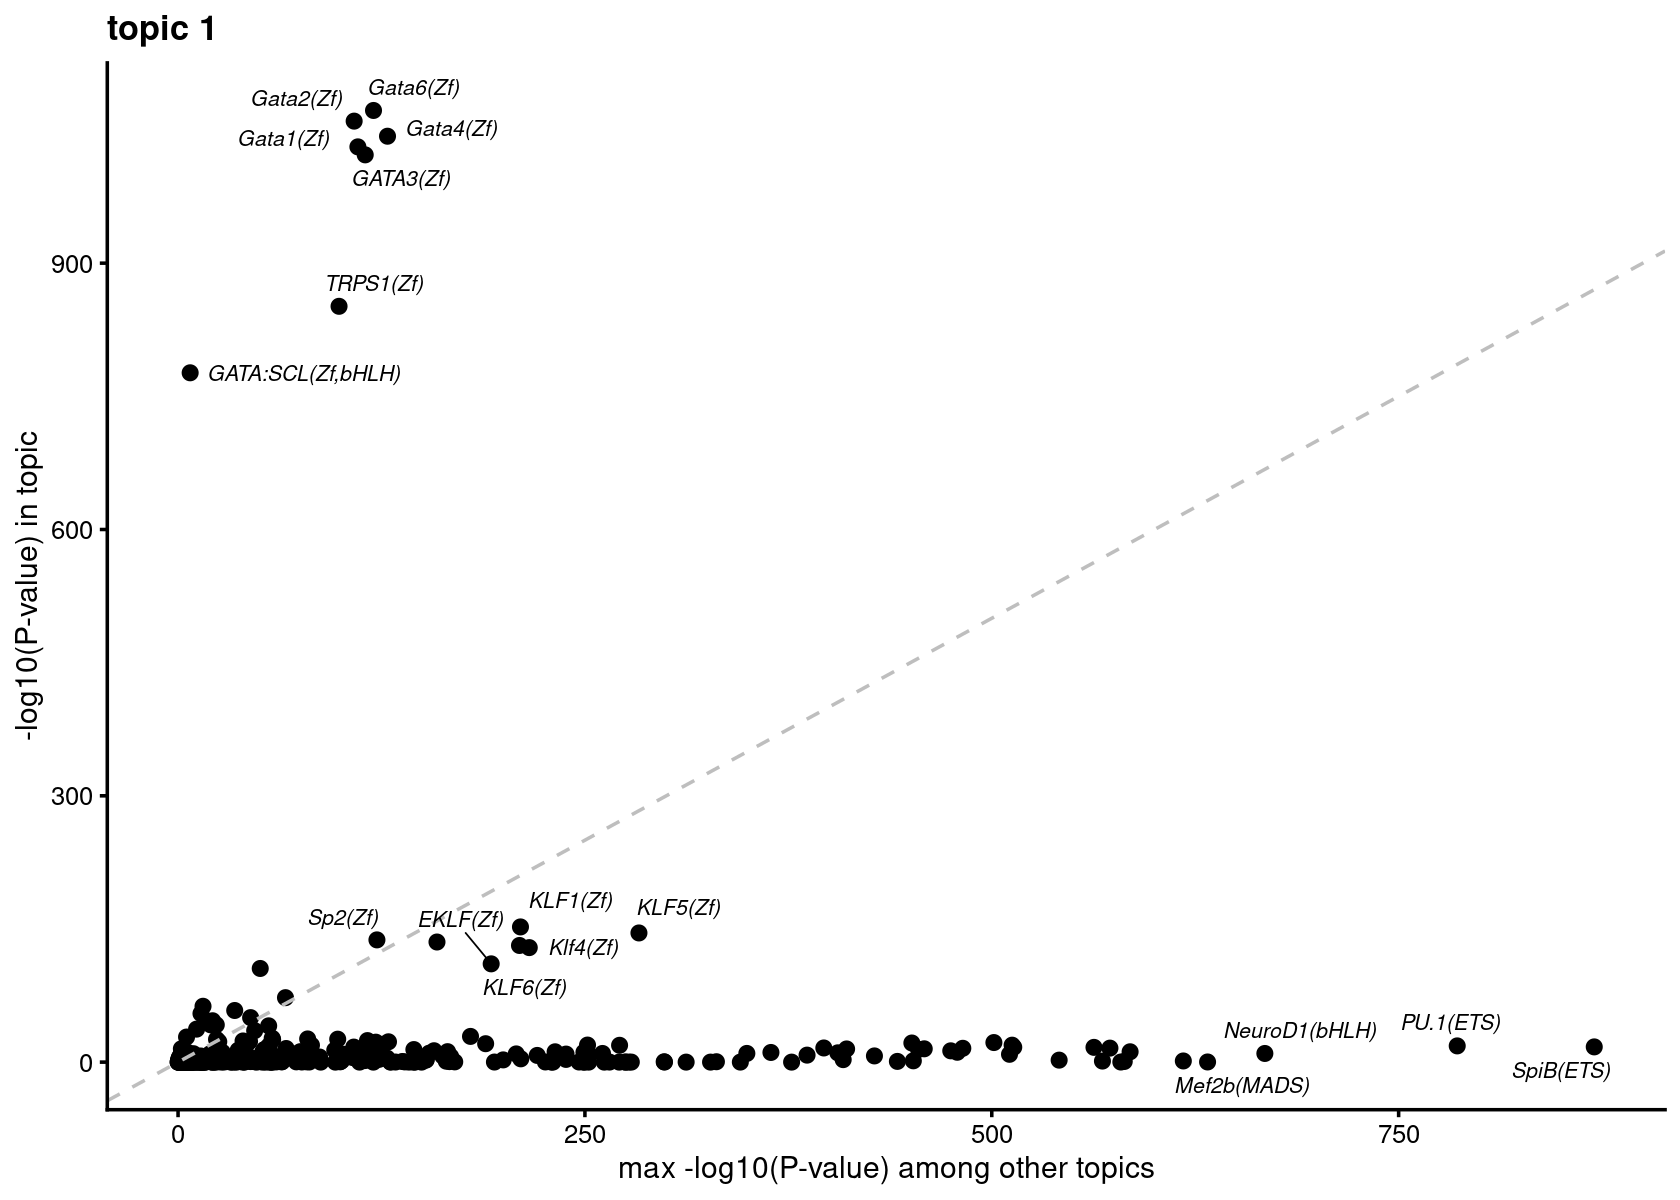 topic 1
Gata6(Zf)
Gata2(Zf)
Gata4(Zf)
Gata1(Zf)
GATA3(Zf)
TRPS1(Zf)
GATA:SCL(Zf,bHLH)
KLF1(Zf)
KLF5(Zf)
Sp2(Zf)
EKLF(Zf)
Klf4(Zf)
KLF6(Zf)
NeuroD1(bHLH)
PU.1(ETS)
SpiB(ETS)
Mef2b(MADS)
900
600
300
0
-log10(P-value) in topic
0
250
500
750
max -log10(P-value) among other topics